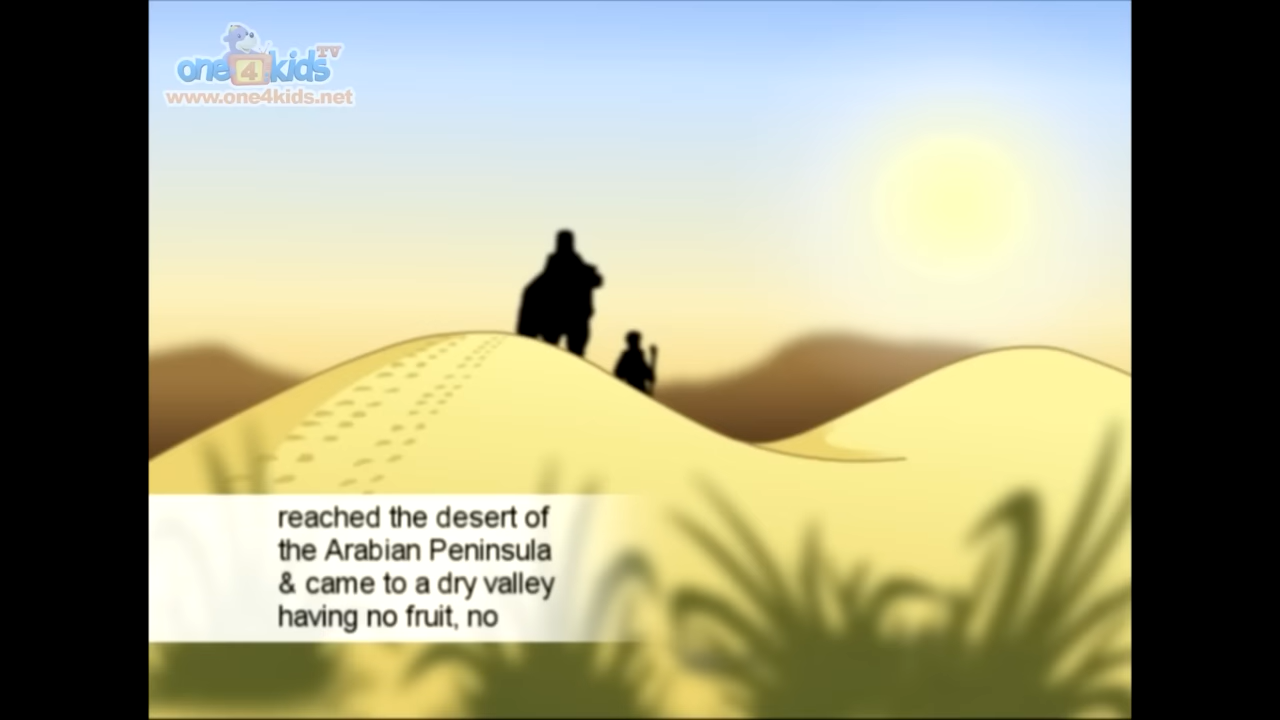 one4kids TV
www.one4kids.net
reached the desert of
the Arabian Peninsula
& came to a dry valley
having no fruit, no